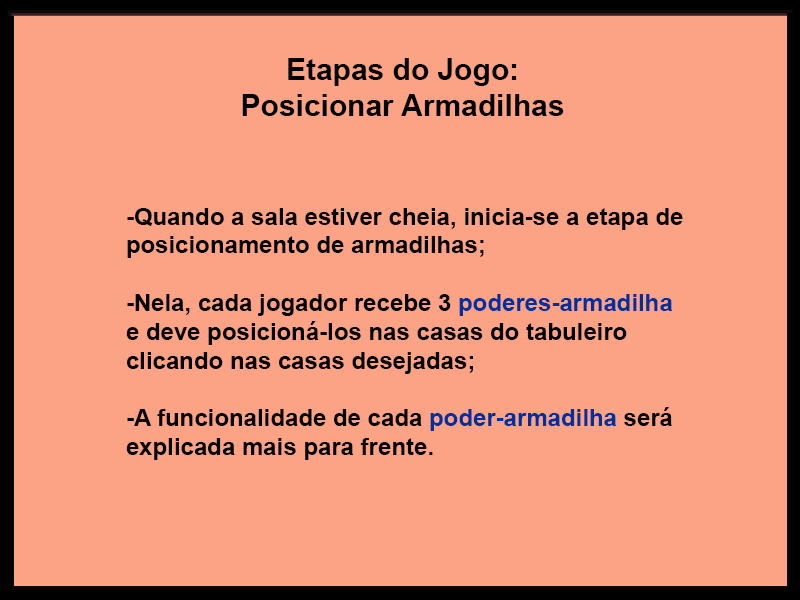 Etapas do Jogo:
Posicionar Armadilhas
-Quando a sala estiver cheia, inicia-se a etapa de
posicionamento de armadilhas;
-Nela, cada jogador recebe 3 poderes-armadilha
e deve posicioná-los nas casas do tabuleiro
clicando nas casas desejadas;
-A funcionalidade de cada poder-armadilha será
explicada mais para frente.